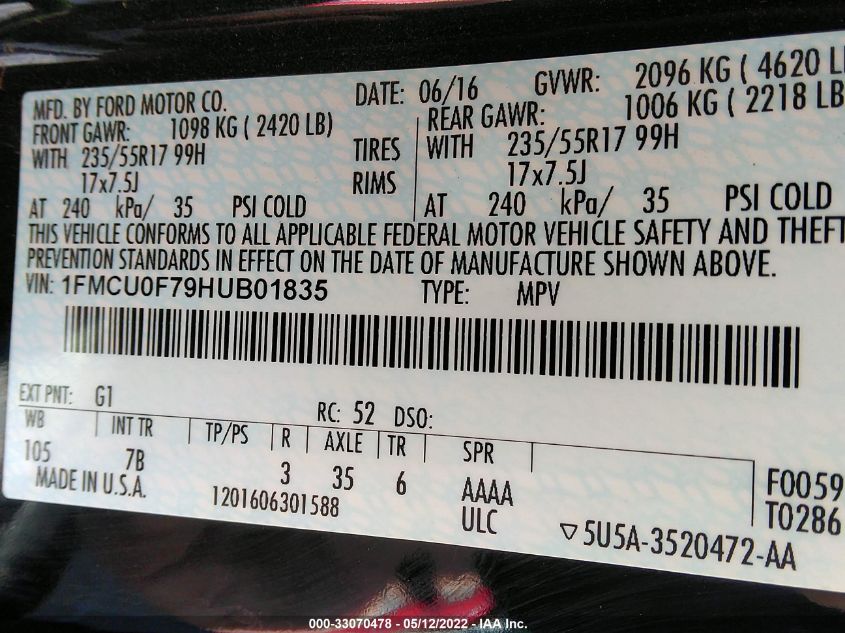 MFD. BY FORD MOTOR CO. DATE: 06/16 GVWR: 2096 KG ( 4620 L
FRONT GAWR: 1098 KG ( 2420 LB) REAR GAWR: 1006 KG ( 2218 LB
WITH 235/55R17 99H TIRES WITH 235/55R17 99H
17x7.5J RIMS 17x7.5J
AT 240 kPa/ 35 PSI COLD AT 240 kPa/ 35 PSI COLD
THIS VEHICLE CONFORMS TO ALL APPLICABLE FEDERAL MOTOR VEHICLE SAFETY AND THEFT
PREVENTION STANDARDS IN EFFECT ON THE DATE OF MANUFACTURE SHOWN ABOVE.
VIN: 1FMCU0F79HUB01835 TYPE: MPV
EXT PNT: G1 RC: 52 DSO:
WB INT TR TP/PS R AXLE TR SPR
105 7B 3 35 6 AAAA F0059
MADE IN U.S.A. 1201606301588 ULC T0286
▽5U5A-3520472-AA
000-33070478 - 05/12/2022 - IAA Inc.